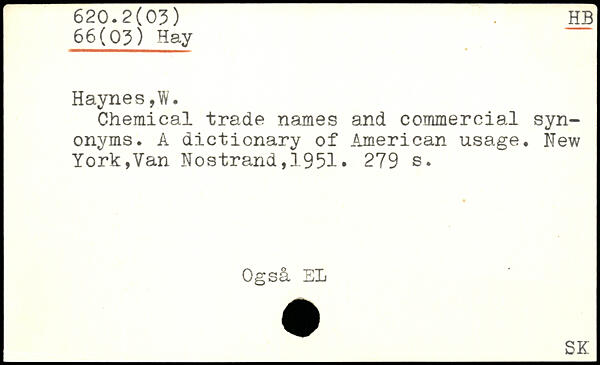 620.2(03) HB
66(03) Hay
Haynes,W.
Chemical trade names and commercial syn-
onyms. A dictionary of American usage. New
York,Van Nostrand,1951. 279 s.
Også EL
SK